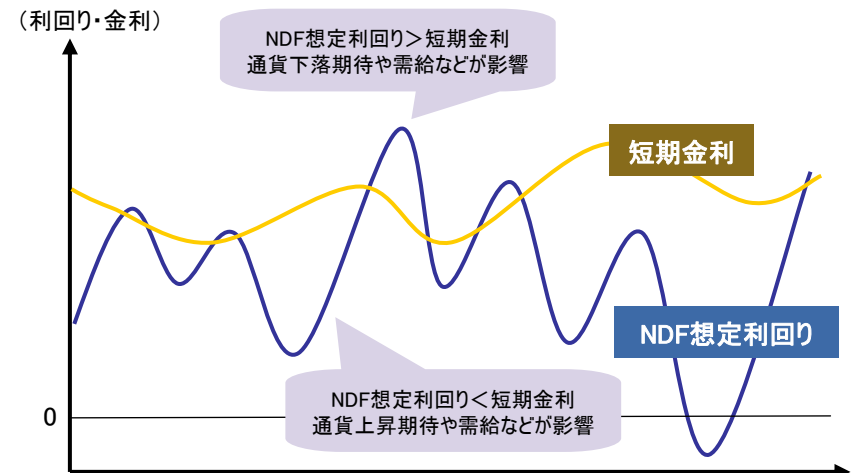 （利回り・金利）
NDF想定利回り＞短期金利
通貨下落期待や需給などが影響
短期金利
NDF想定利回り
NDF想定利回り＜短期金利
通貨上昇期待や需給などが影響
0